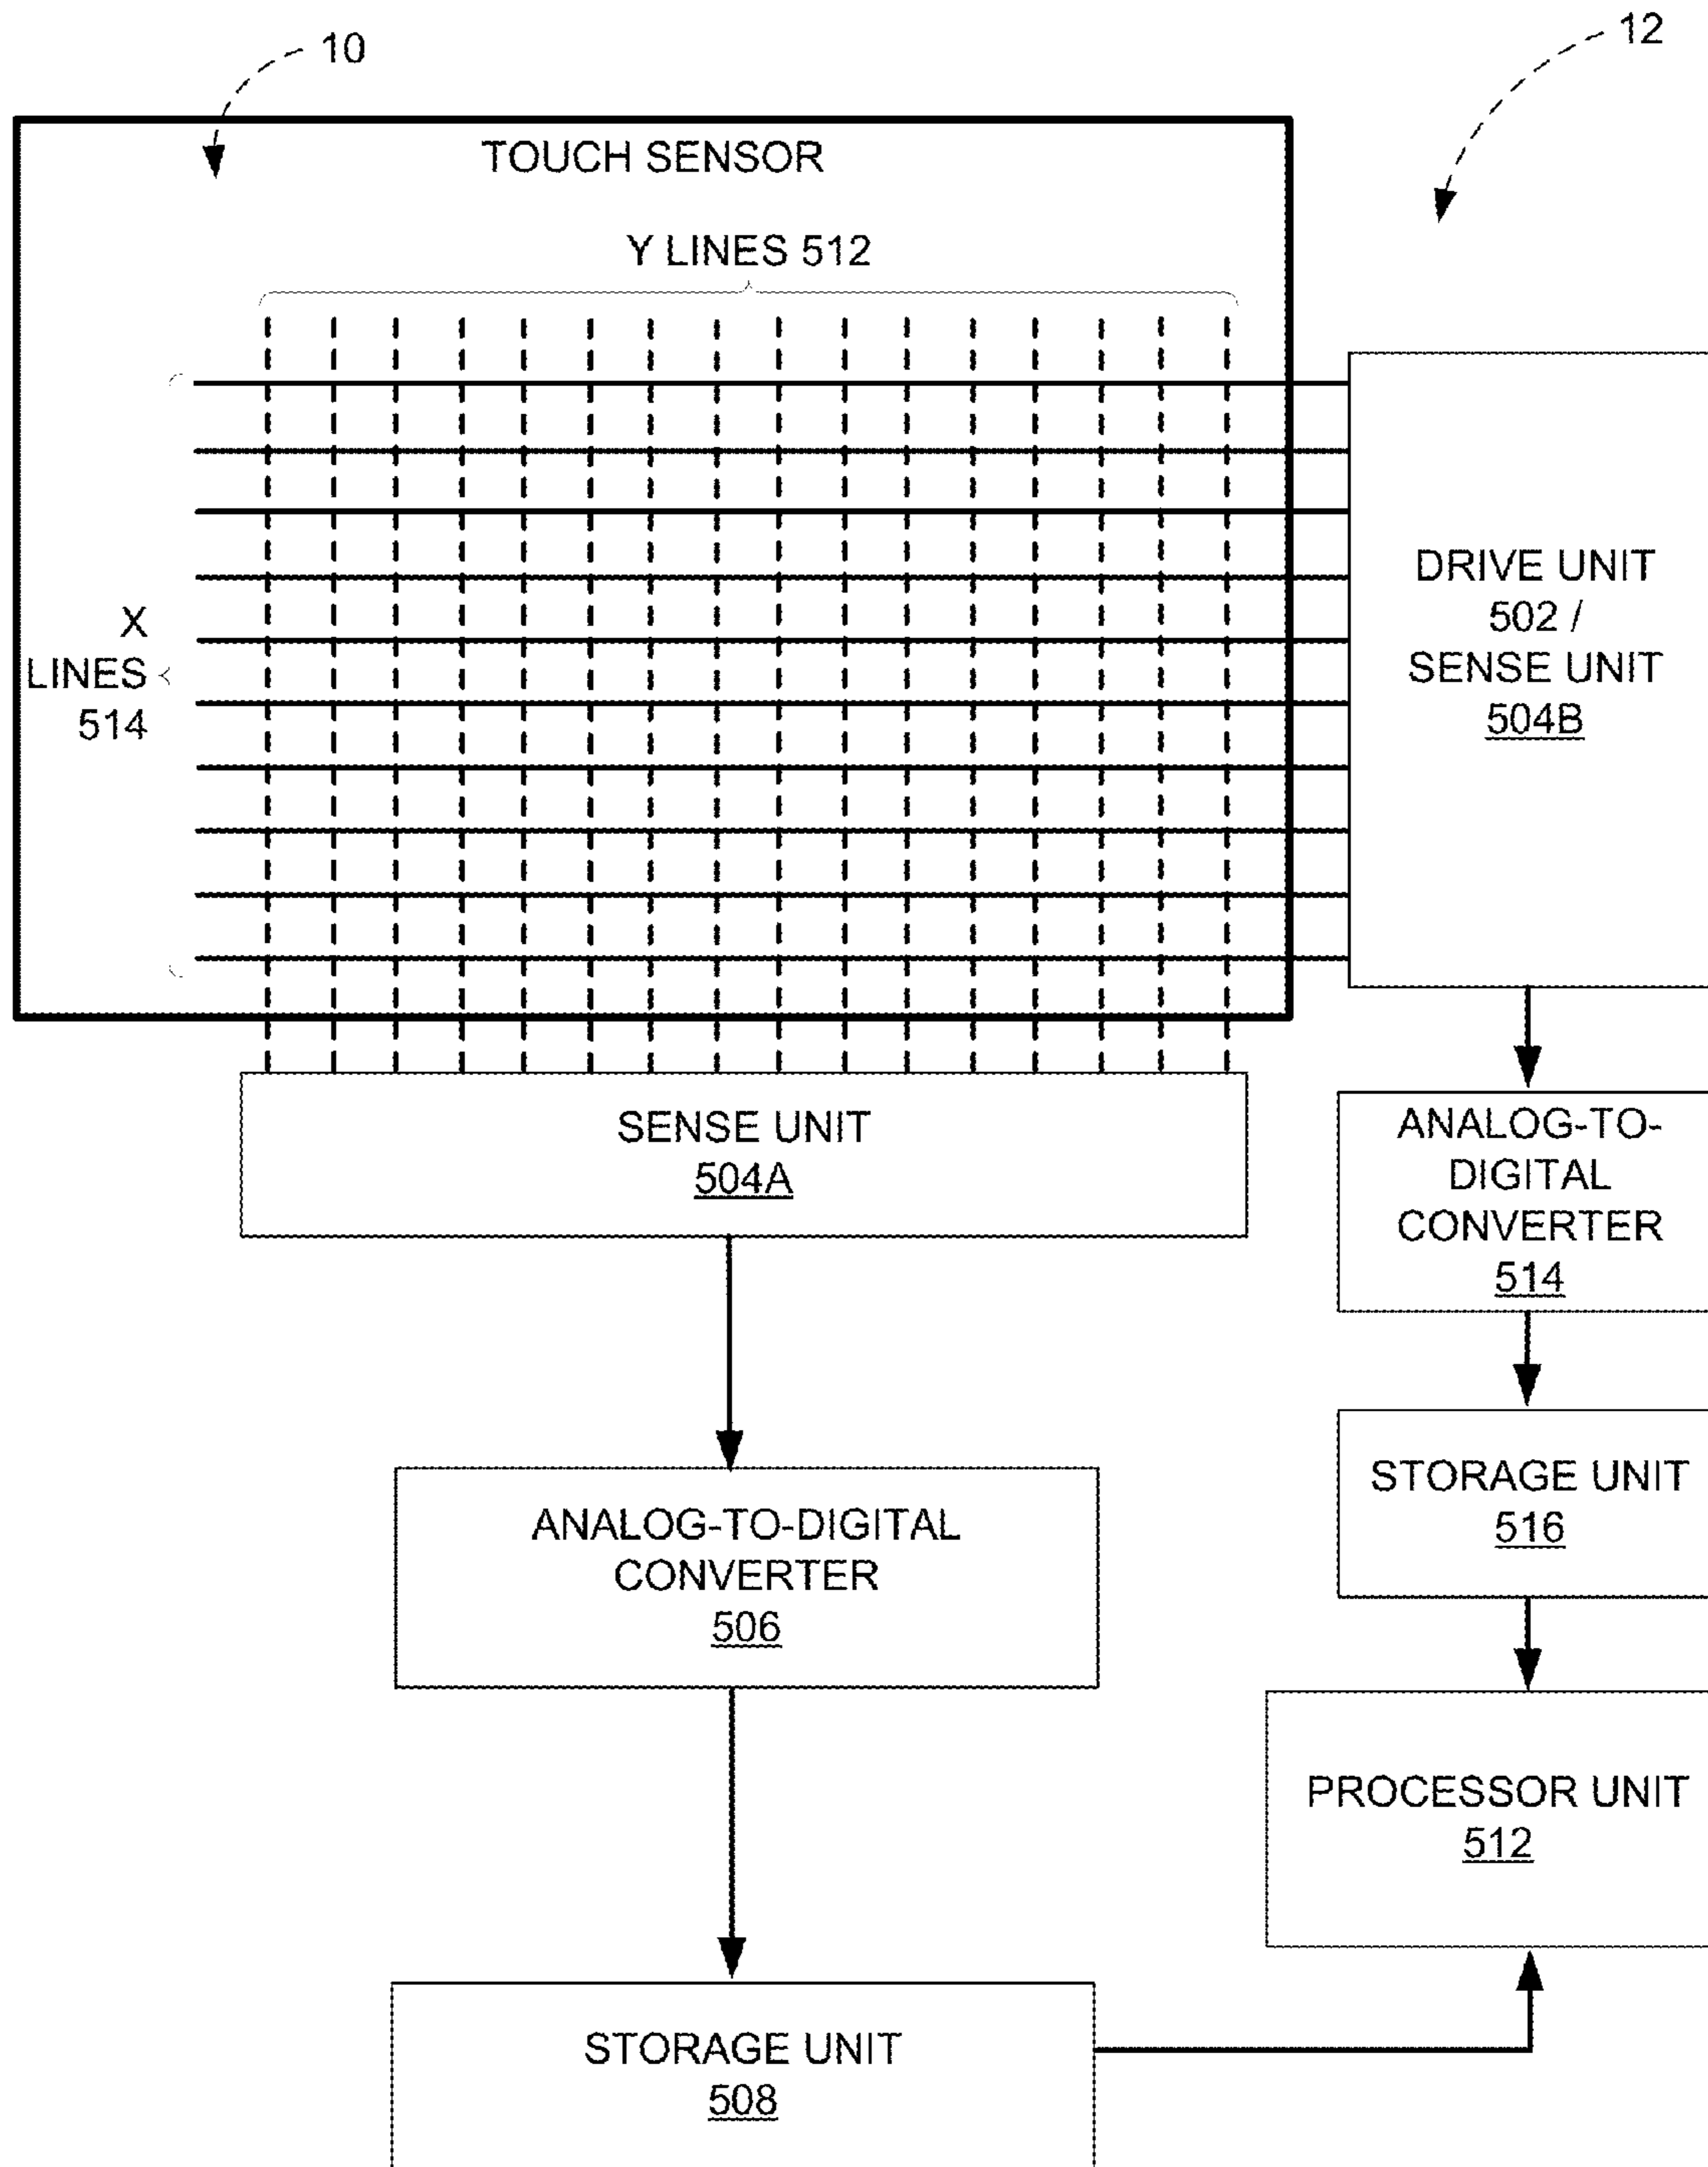 10
12
TOUCH SENSOR
Y LINES 512
X
LINES
514
DRIVE UNIT
502 /
SENSE UNIT
504B
SENSE UNIT
504A
ANALOG-TO-
DIGITAL
CONVERTER
514
STORAGE UNIT
516
ANALOG-TO-DIGITAL
CONVERTER
506
PROCESSOR UNIT
512
STORAGE UNIT
508